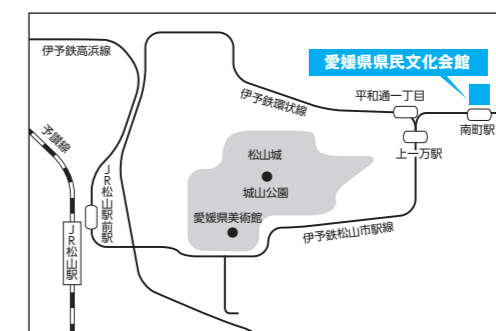 伊予鉄高浜線
愛媛県県民文化会館
平和通一丁目
伊予鉄環状線
南町駅
上一万駅
予讃線
松山城
城山公園
JR松山駅前駅
愛媛県美術館
伊予鉄松山市駅線
JR松山駅